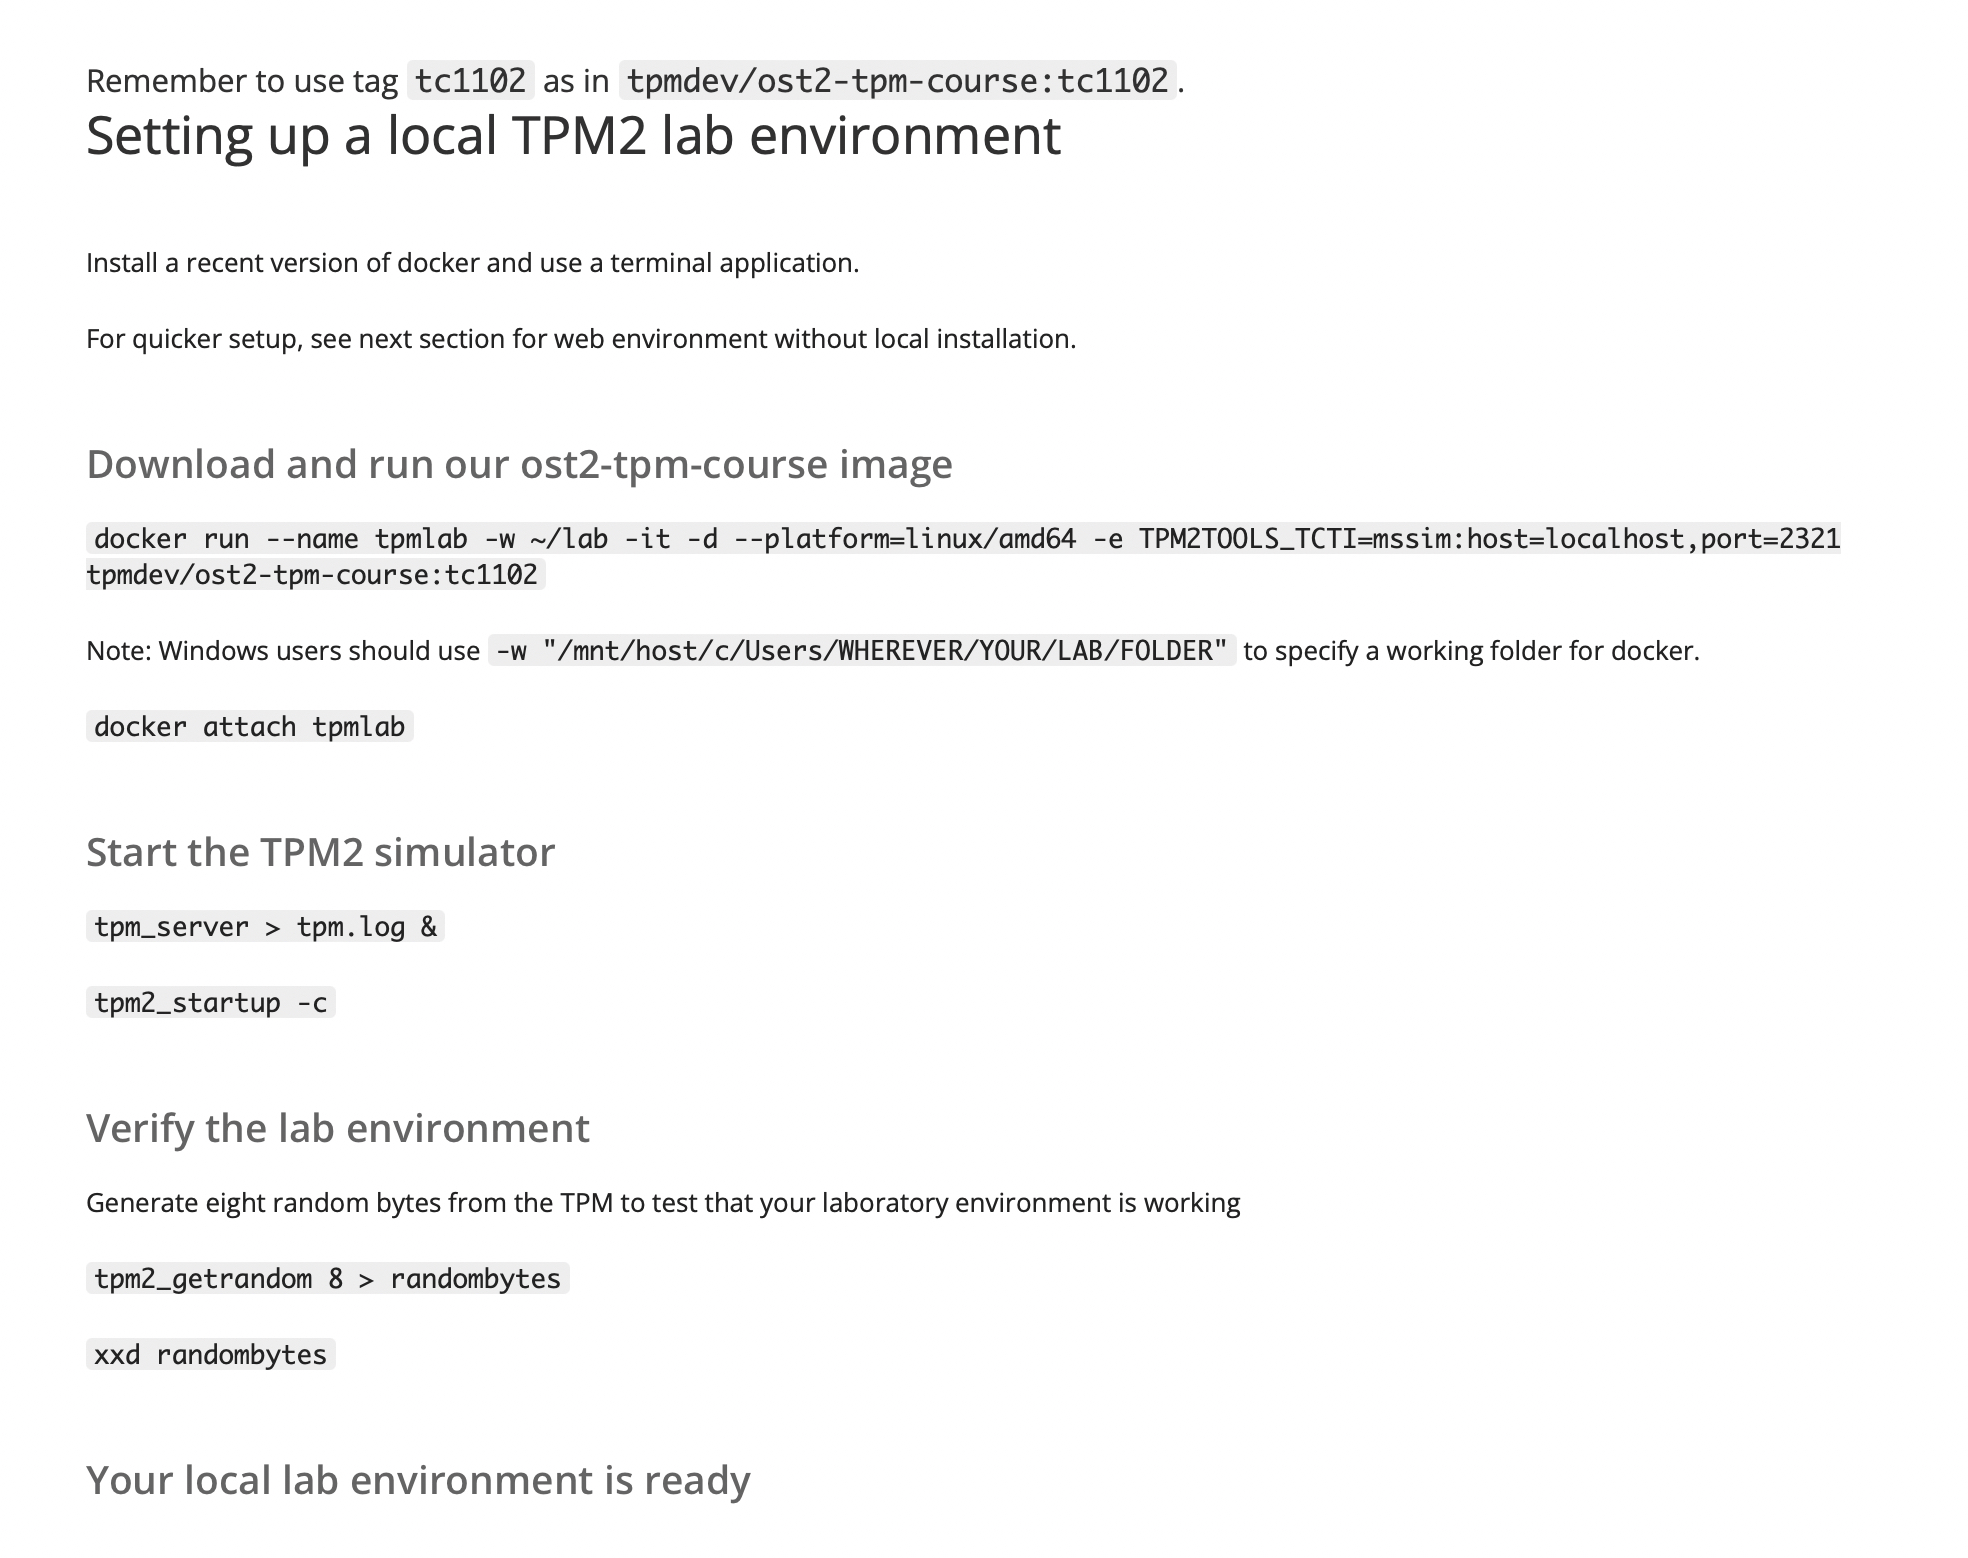 Remember to use tag tc1102 as in tpmdev/ost2-tpm-course:tc1102.
Setting up a local TPM2 lab environment
Install a recent version of docker and use a terminal application.
For quicker setup, see next section for web environment without local installation.
Download and run our ost2-tpm-course image
docker run --name tpmlab -w ~/lab -it -d --platform=linux/amd64 -e TPM2TOOLS_TCTI=mssim:host=localhost,port=2321
tpmdev/ost2-tpm-course:tc1102
Note: Windows users should use -w "/mnt/host/c/Users/WHEREVER/YOUR/LAB/FOLDER" to specify a working folder for docker.
docker attach tpmlab
Start the TPM2 simulator
tpm_server > tpm.log &
tpm2_startup -c
Verify the lab environment
Generate eight random bytes from the TPM to test that your laboratory environment is working
tpm2_getrandom 8 > randombytes
xxd randombytes
Your local lab environment is ready